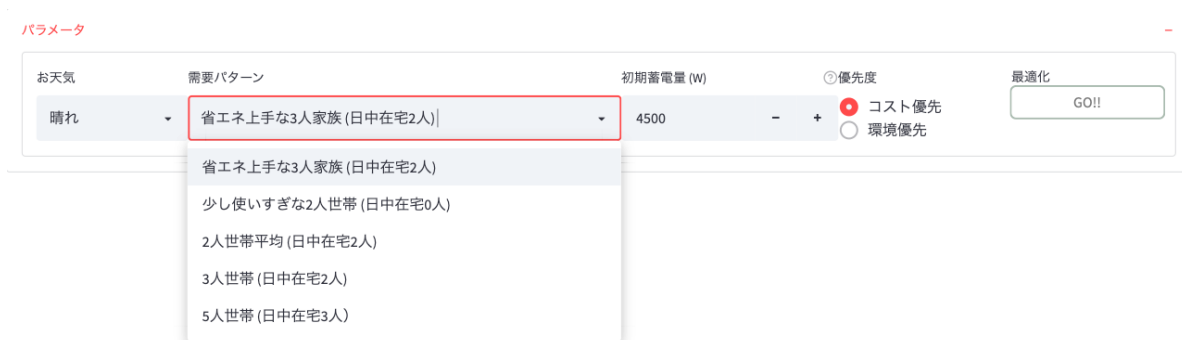 パラメータ
−
お天気
需要パターン
初期蓄電量 (W)
?
優先度
最適化
晴れ
省エネ上手な3人家族 (日中在宅2人)
4500
− +
コスト優先
環境優先
GO!!
省エネ上手な3人家族 (日中在宅2人)
少し使いすぎな2人世帯 (日中在宅0人)
2人世帯平均 (日中在宅2人)
3人世帯 (日中在宅2人)
5人世帯 (日中在宅3人）